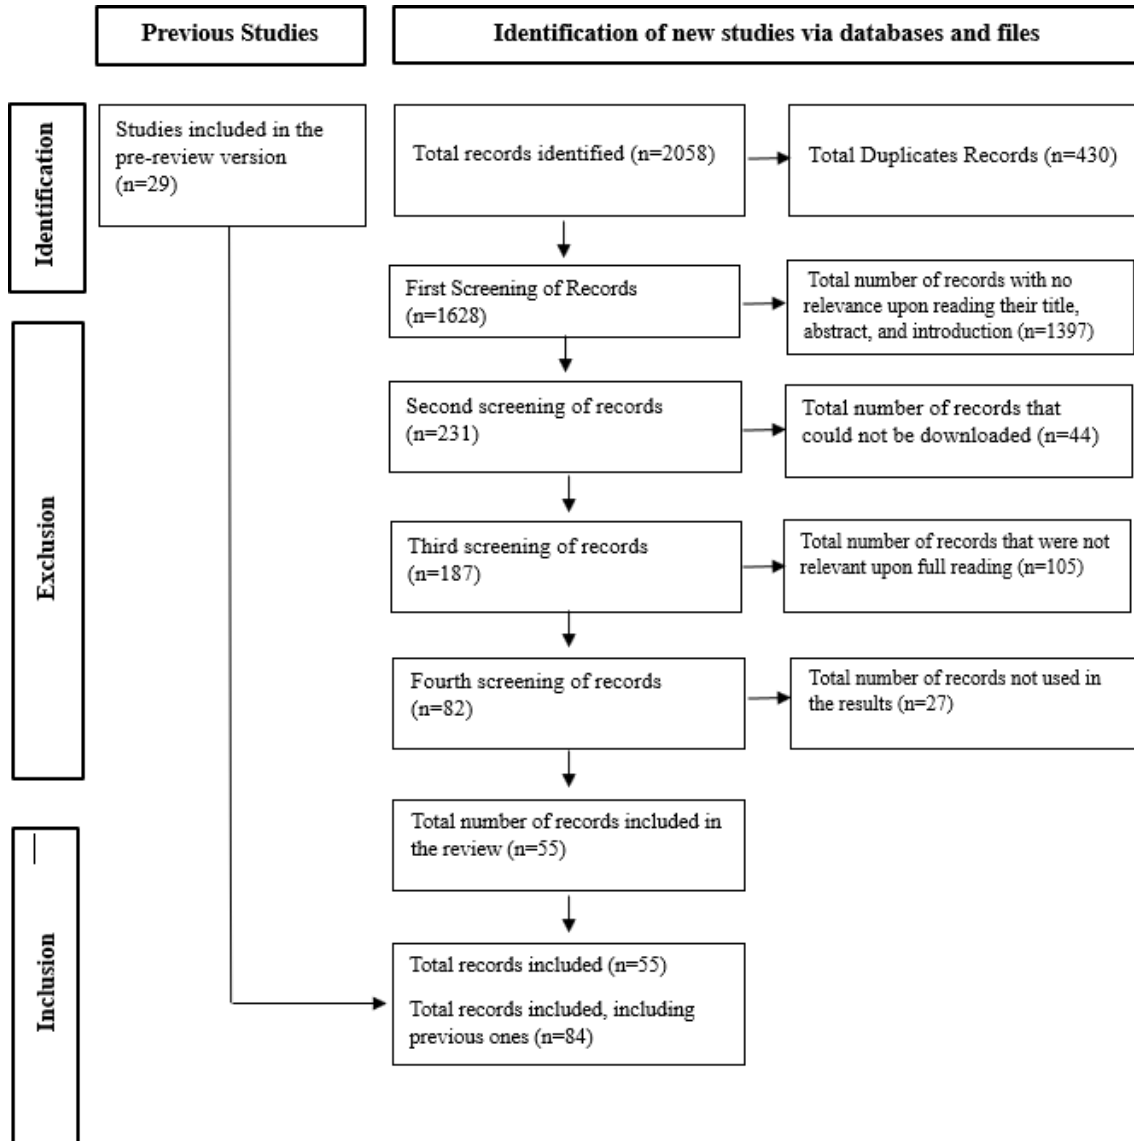 Previous Studies
Identification of new studies via databases and files
Identification
Studies included in the
pre-review version
(n=29)
Total records identified (n=2058)
Total Duplicates Records (n=430)
First Screening of Records
(n=1628)
Total number of records with no
relevance upon reading their title,
abstract, and introduction (n=1397)
Exclusion
Second screening of records
(n=231)
Total number of records that
could not be downloaded (n=44)
Third screening of records
(n=187)
Total number of records that were not
relevant upon full reading (n=105)
Fourth screening of records
(n=82)
Total number of records not used in
the results (n=27)
Inclusion
Total number of records included in
the review (n=55)
Total records included (n=55)
Total records included, including
previous ones (n=84)